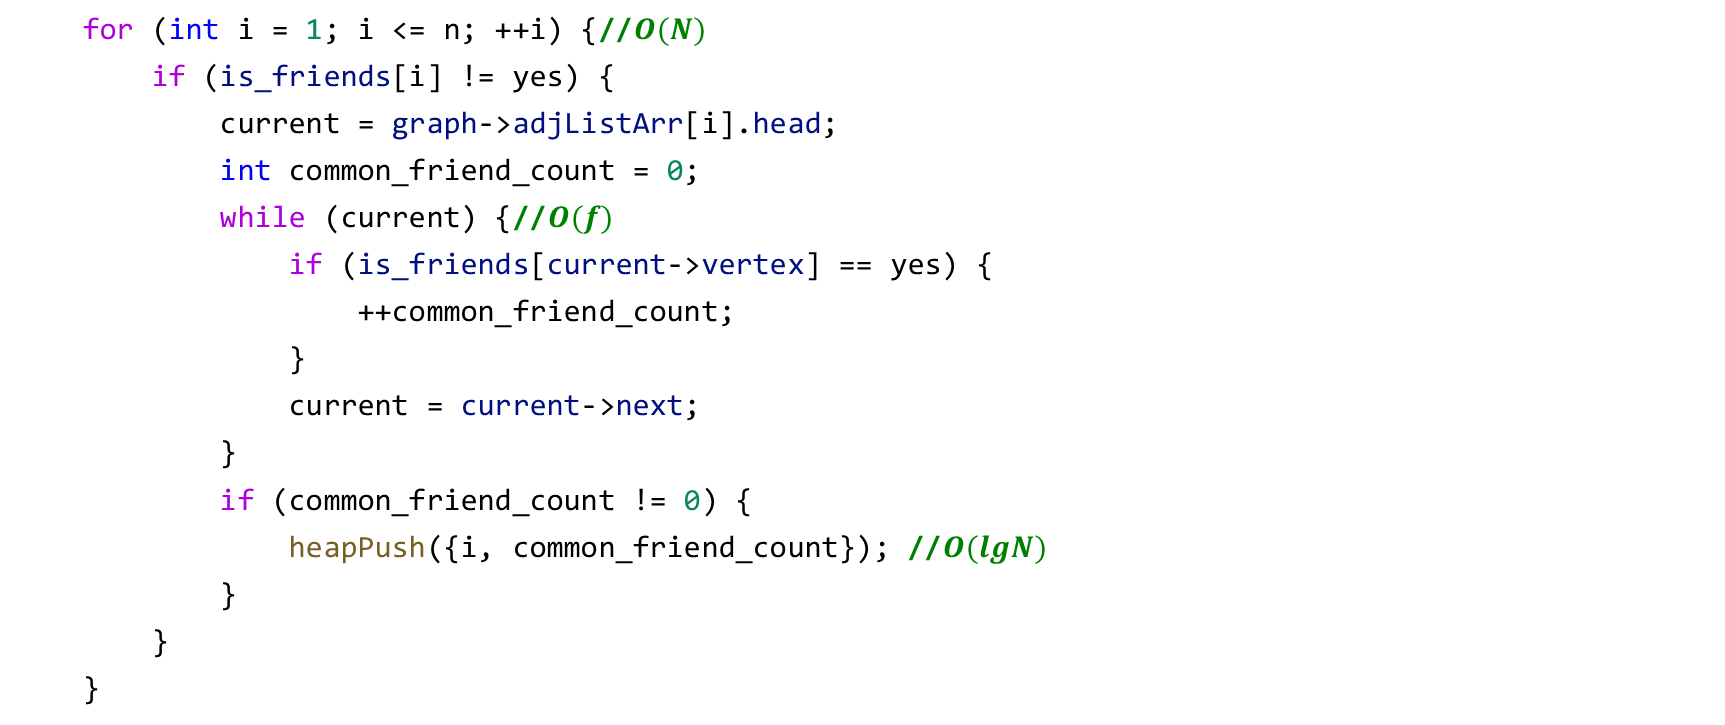 for (int i = 1; i <= n; ++i) {//O(N)
    if (is_friends[i] != yes) {
        current = graph->adjListArr[i].head;
        int common_friend_count = 0;
        while (current) {//O(f)
            if (is_friends[current->vertex] == yes) {
                ++common_friend_count;
            }
            current = current->next;
        }
        if (common_friend_count != 0) {
            heapPush({i, common_friend_count}); //O(lgN)
        }
    }
}